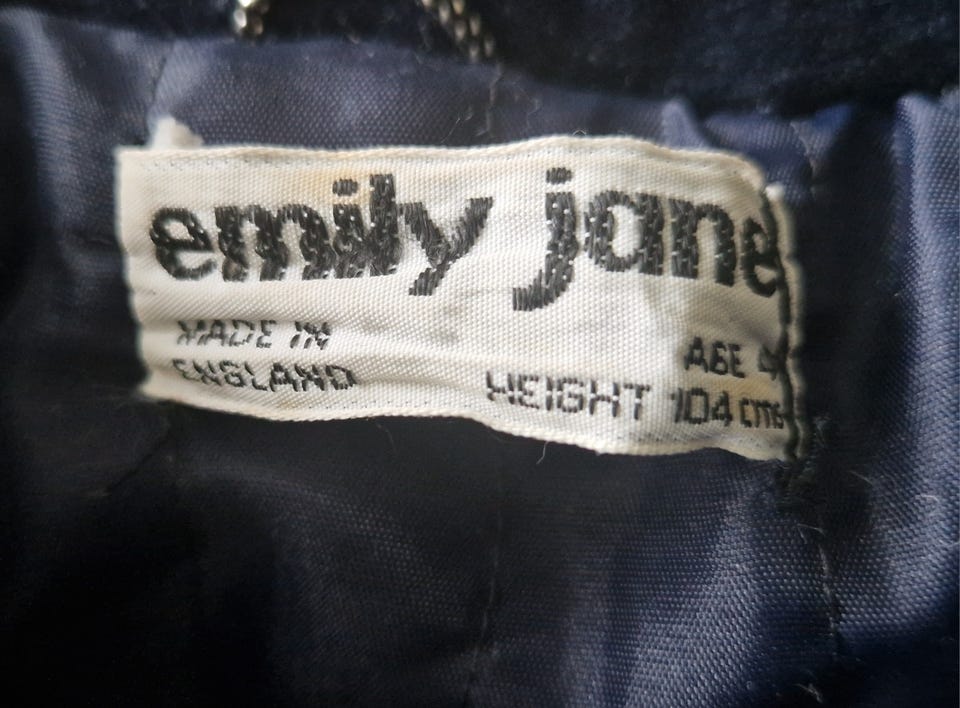 emily jane
MADE IN
ENGLAND
AGE 4
HEIGHT 104 cms